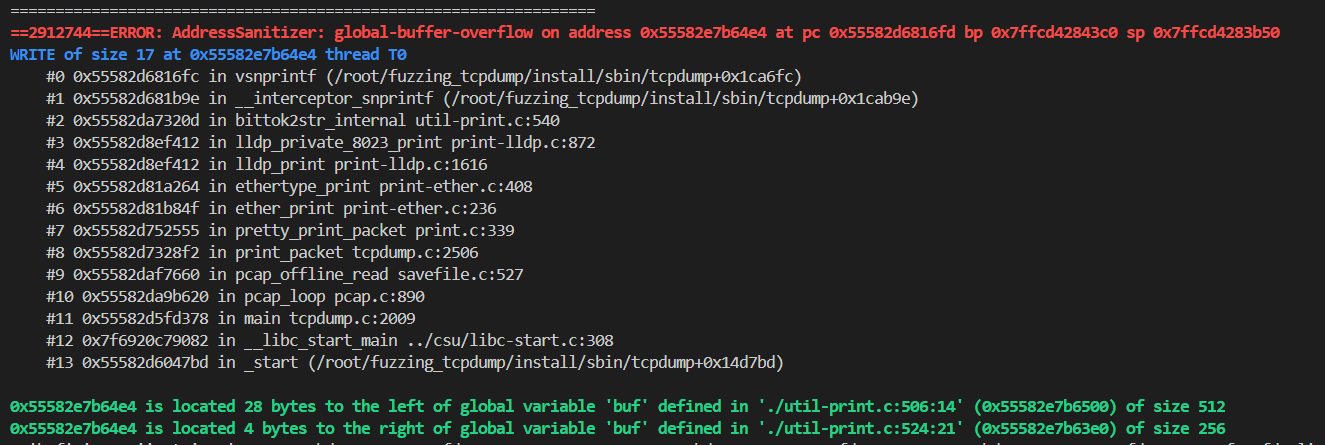 =================================================================
==2912744==ERROR: AddressSanitizer: global-buffer-overflow on address 0x55582e7b64e4 at pc 0x55582d6816fd bp 0x7ffcd42843c0 sp 0x7ffcd4283b50
WRITE of size 17 at 0x55582e7b64e4 thread T0
#0 0x55582d6816fc in vsnprintf (/root/fuzzing_tcpdump/install/sbin/tcpdump+0x1ca6fc)
#1 0x55582d681b9e in __interceptor_snprintf (/root/fuzzing_tcpdump/install/sbin/tcpdump+0x1cab9e)
#2 0x55582da7320d in bittok2str_internal util-print.c:540
#3 0x55582d8ef412 in lldp_private_8023_print print-lldp.c:872
#4 0x55582d8ef412 in lldp_print print-lldp.c:1616
#5 0x55582d81a264 in ethertype_print print-ether.c:408
#6 0x55582d81b84f in ether_print print-ether.c:236
#7 0x55582d752555 in pretty_print_packet print.c:339
#8 0x55582d7328f2 in print_packet tcpdump.c:2506
#9 0x55582daf7660 in pcap_offline_read savefile.c:527
#10 0x55582da9b620 in pcap_loop pcap.c:890
#11 0x55582d5fd378 in main tcpdump.c:2009
#12 0x7f6920c79082 in __libc_start_main ../csu/libc-start.c:308
#13 0x55582d6047bd in _start (/root/fuzzing_tcpdump/install/sbin/tcpdump+0x14d7bd)
0x55582e7b64e4 is located 28 bytes to the left of global variable 'buf' defined in './util-print.c:506:14' (0x55582e7b6500) of size 512
0x55582e7b64e4 is located 4 bytes to the right of global variable 'buf' defined in './util-print.c:524:21' (0x55582e7b63e0) of size 256